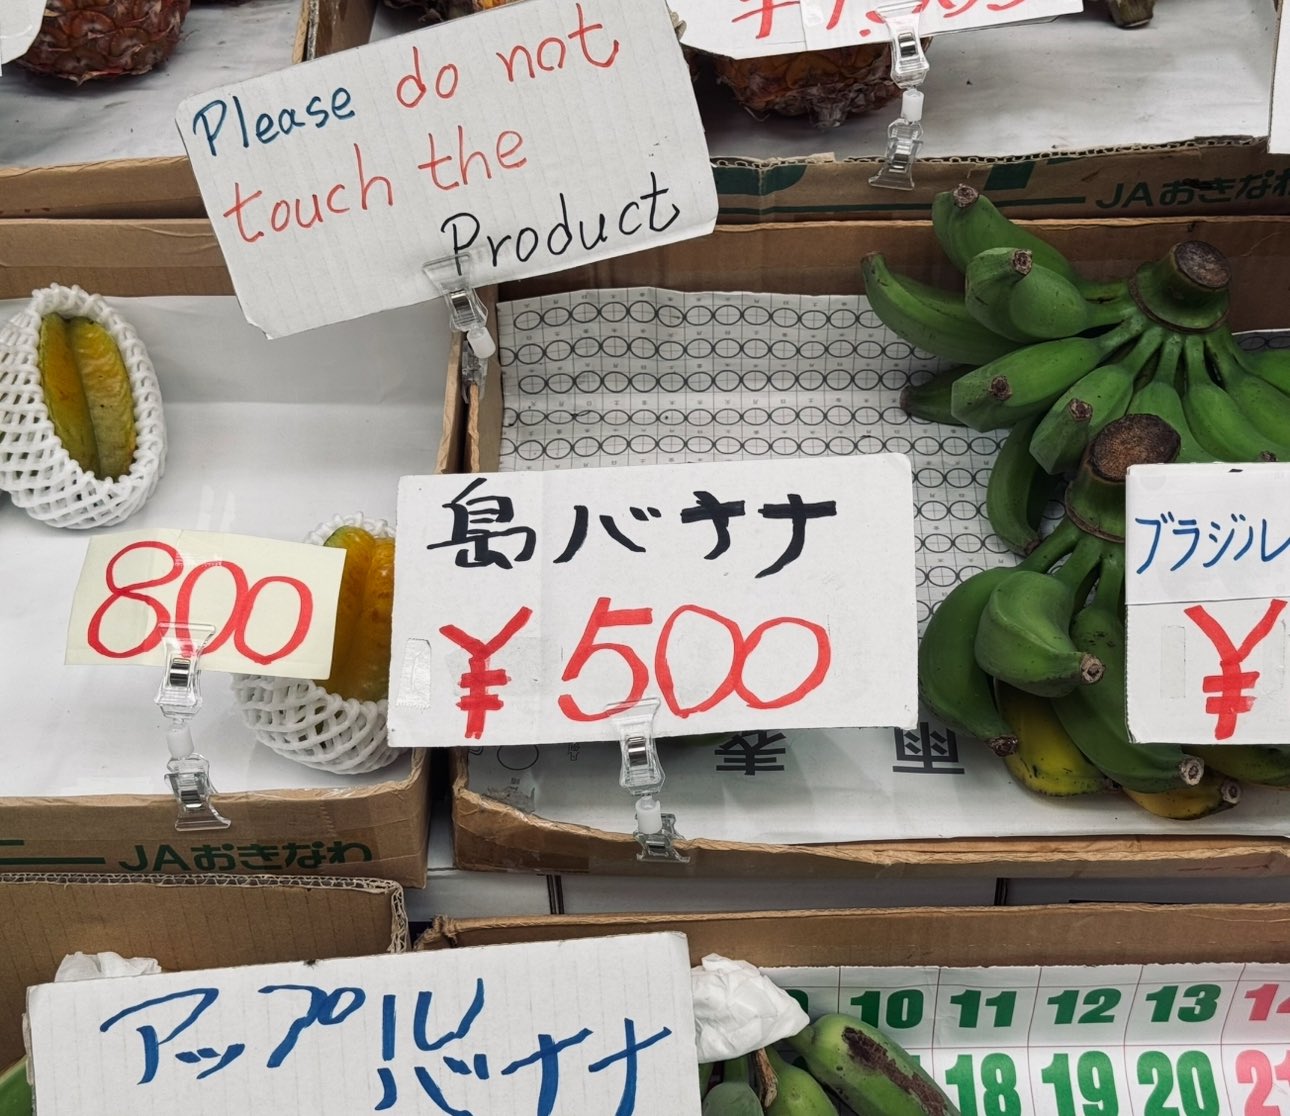 Please do not
touch the
Product
JAおきなわ
800
島バナナ
¥500
ブラジル
¥
表
雨
JAおきなわ
アップル
バナナ
10 11 12 13
18 19 20